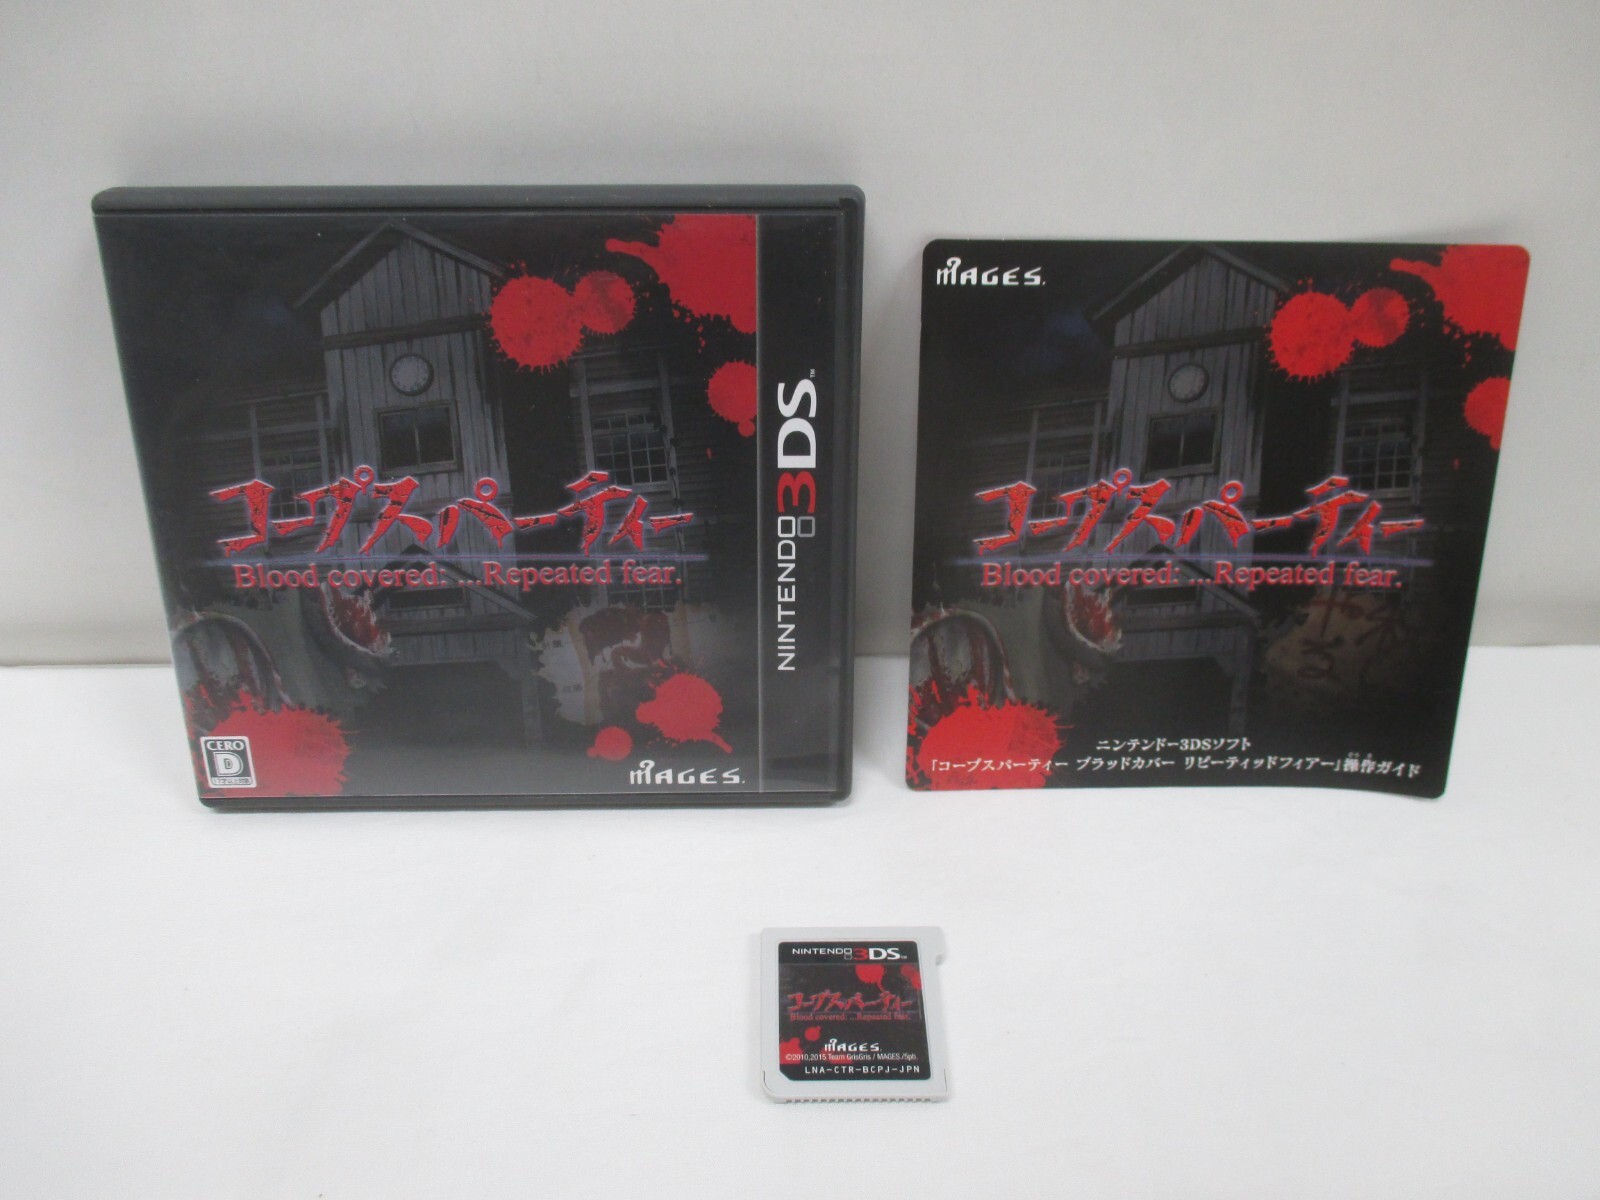 コープスパーティー
Blood covered: ...Repeated fear.
CERO
D
MAGES.
NINTENDO3DS™
MAGES.
コープスパーティー
Blood covered: ...Repeated fear.
ニンテンドー3DSソフト
「コープスパーティー ブラッドカバー リピーティッドフィアー」操作ガイド
NINTENDO3DS™
コープスパーティー
Blood covered: ...Repeated fear.
MAGES.
©2010,2015 Team GrisGris / MAGES./5pb.
LNA-CTR-BCPJ-JPN